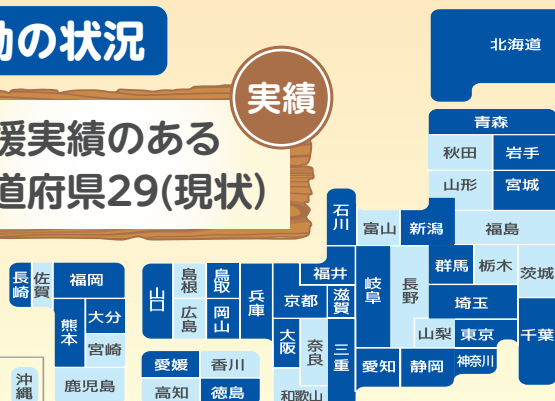 動の状況
実績
援実績のある
道府県29(現状)
北海道
青森
秋田
岩手
山形
宮城
石川
富山
新潟
福島
福井
岐阜
長野
群馬
栃木
茨城
埼玉
長崎
佐賀
福岡
山口
島根
鳥取
兵庫
京都
滋賀
熊本
大分
広島
岡山
大阪
奈良
三重
山梨
東京
千葉
宮崎
愛媛
香川
愛知
静岡
神奈川
沖縄
鹿児島
高知
徳島
和歌山